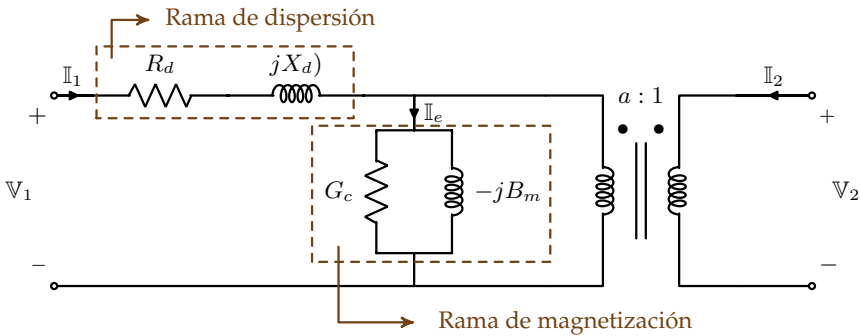 Rama de dispersión
𝕀₁
R_d
jX_d)
𝕀₂
a : 1
+
𝕀_e
+
𝕍₁
G_c
−jB_m
𝕍₂
−
−
Rama de magnetización